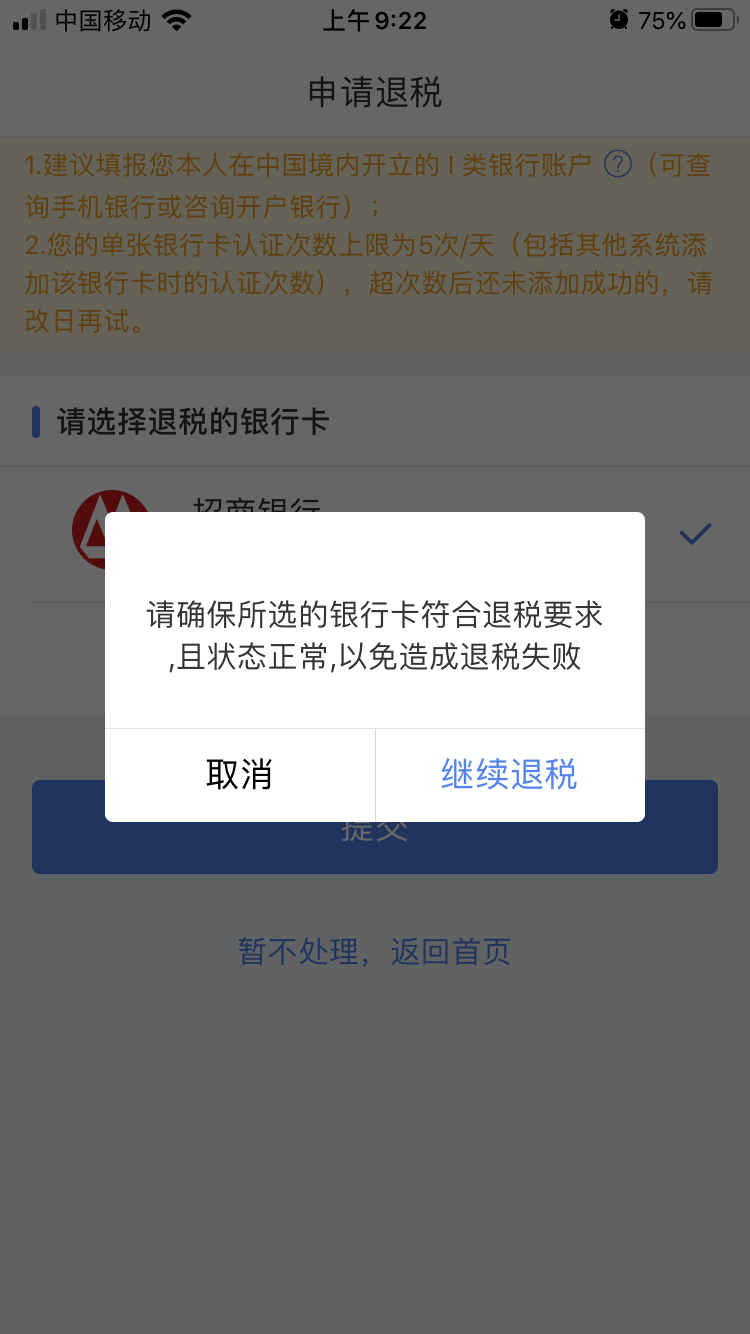 中国移动
上午9:22
75%
申请退税
1.建议填报您本人在中国境内开立的 I 类银行账户 ?（可查
询手机银行或咨询开户银行）；
2.您的单张银行卡认证次数上限为5次/天（包括其他系统添
加该银行卡时的认证次数），超次数后还未添加成功的，请
改日再试。
请选择退税的银行卡
招商银行
请确保所选的银行卡符合退税要求
,且状态正常,以免造成退税失败
取消
继续退税
提交
暂不处理，返回首页